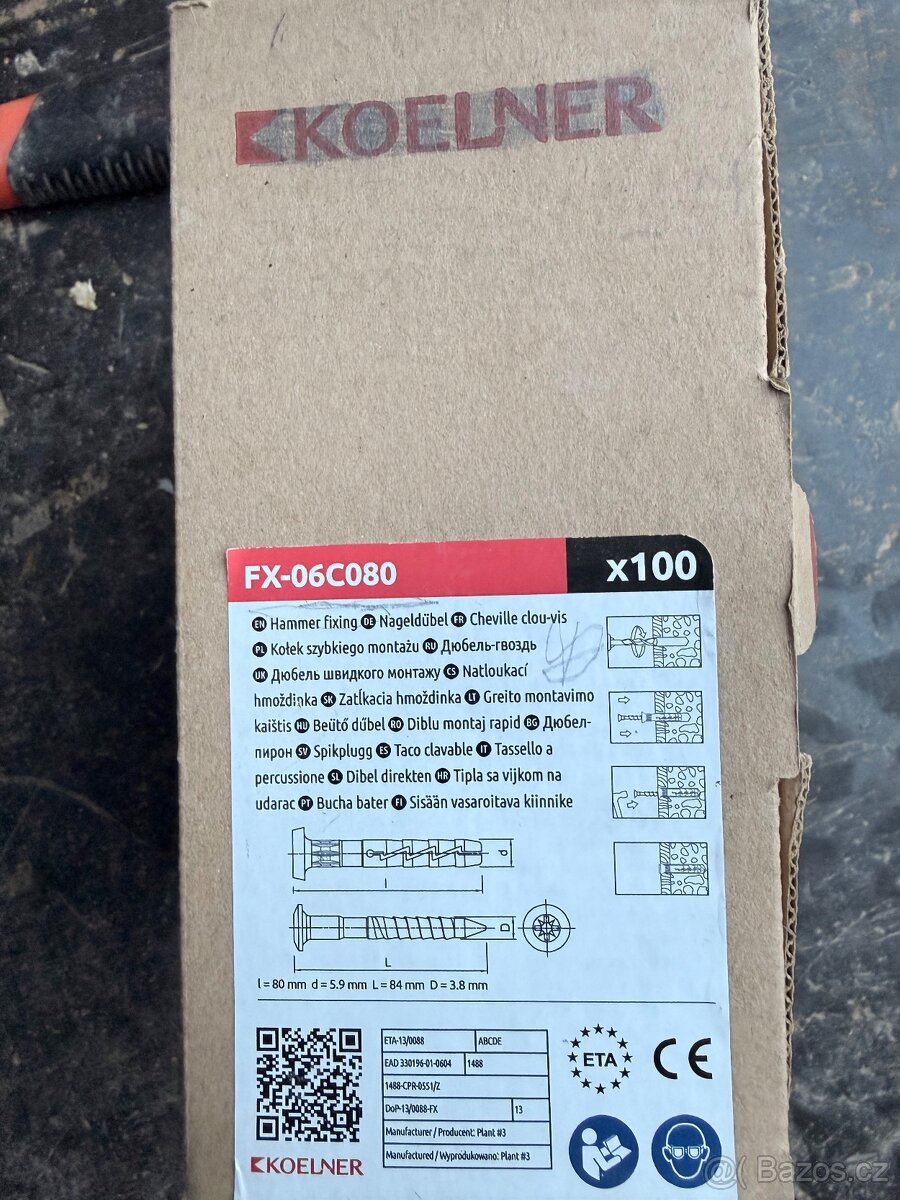 KOELNER
FX-06C080 x100
EN Hammer fixing DE Nageldübel FR Cheville clou-vis
PL Kołek szybkiego montażu RU Дюбель-гвоздь
UK Дюбель швидкого монтажу CS Natloukací
hmoždinka SK Zatĺkacia hmoždinka LT Greito montavimo
kaištis HU Beütő dűbel RO Diblu montaj rapid BG Дюбел-
пирон SV Spikplugg ES Taco clavable IT Tassello a
percussione SL Dibel direkten HR Tipla sa vijkom na
udarac PT Bucha bater FI Sisään vasaroitava kiinnike
d
l
D
L
l = 80 mm d = 5.9 mm L = 84 mm D = 3.8 mm
ETA-13/0088 ABCDE
EAD 330196-01-0604 1488
1488-CPR-0551/Z
DoP-13/0088-FX 13
Manufacturer / Producent: Plant #3
Manufactured / Wyprodukowano: Plant #3
ETA
CE
KOELNER
@ Bazos.cz